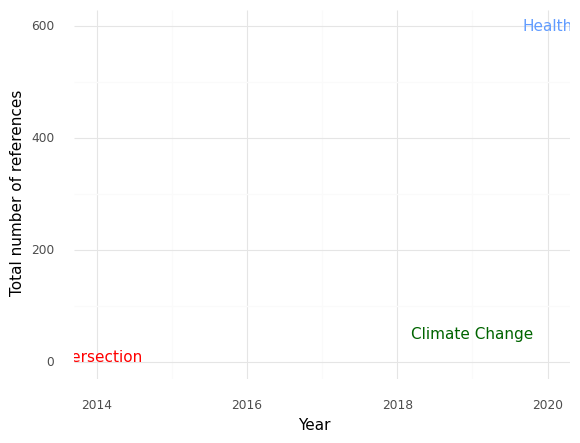 600
Health
400
200
Climate Change
ersection
0
2014
2016
2018
2020
Year
Total number of references